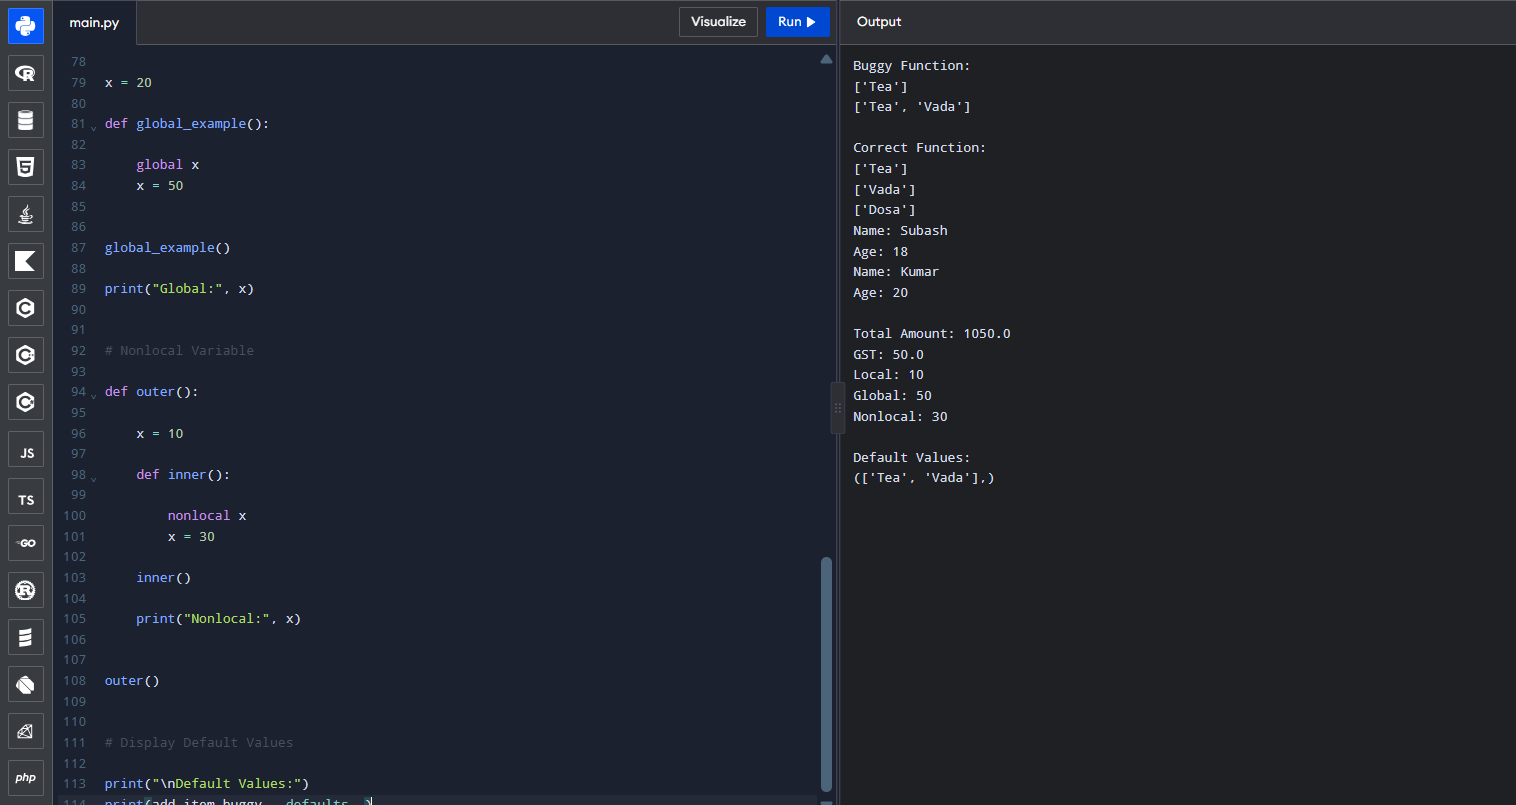 main.py
Visualize
Run
Output
JS
TS
GO
php
78
79 x = 20
80
81 def global_example():
82
83     global x
84     x = 50
85
86
87 global_example()
88
89 print("Global:", x)
90
91
92 # Nonlocal Variable
93
94 def outer():
95
96     x = 10
97
98     def inner():
99
100         nonlocal x
101         x = 30
102
103     inner()
104
105     print("Nonlocal:", x)
106
107
108 outer()
109
110
111 # Display Default Values
112
113 print("\nDefault Values:")
114 print(add_item_buggy.__defaults__)
Buggy Function:
['Tea']
['Tea', 'Vada']
Correct Function:
['Tea']
['Vada']
['Dosa']
Name: Subash
Age: 18
Name: Kumar
Age: 20
Total Amount: 1050.0
GST: 50.0
Local: 10
Global: 50
Nonlocal: 30
Default Values:
(['Tea', 'Vada'],)